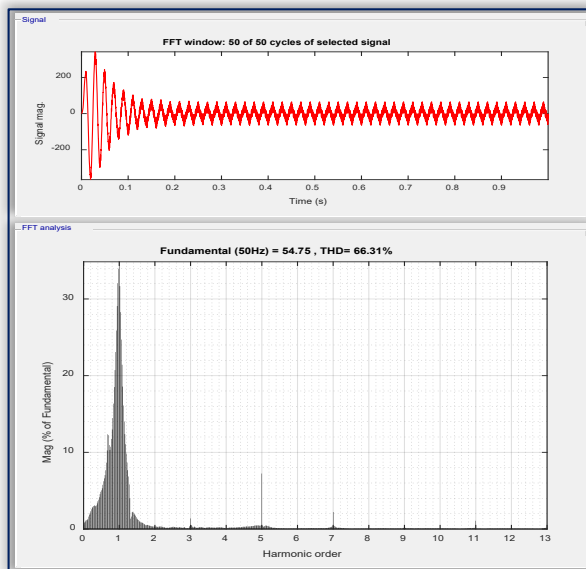 Signal
FFT window: 50 of 50 cycles of selected signal
200
0
-200
Signal mag.
0 0.1 0.2 0.3 0.4 0.5 0.6 0.7 0.8 0.9
Time (s)
FFT analysis
Fundamental (50Hz) = 54.75 , THD= 66.31%
30
20
10
0
Mag (% of Fundamental)
0 1 2 3 4 5 6 7 8 9 10 11 12 13
Harmonic order